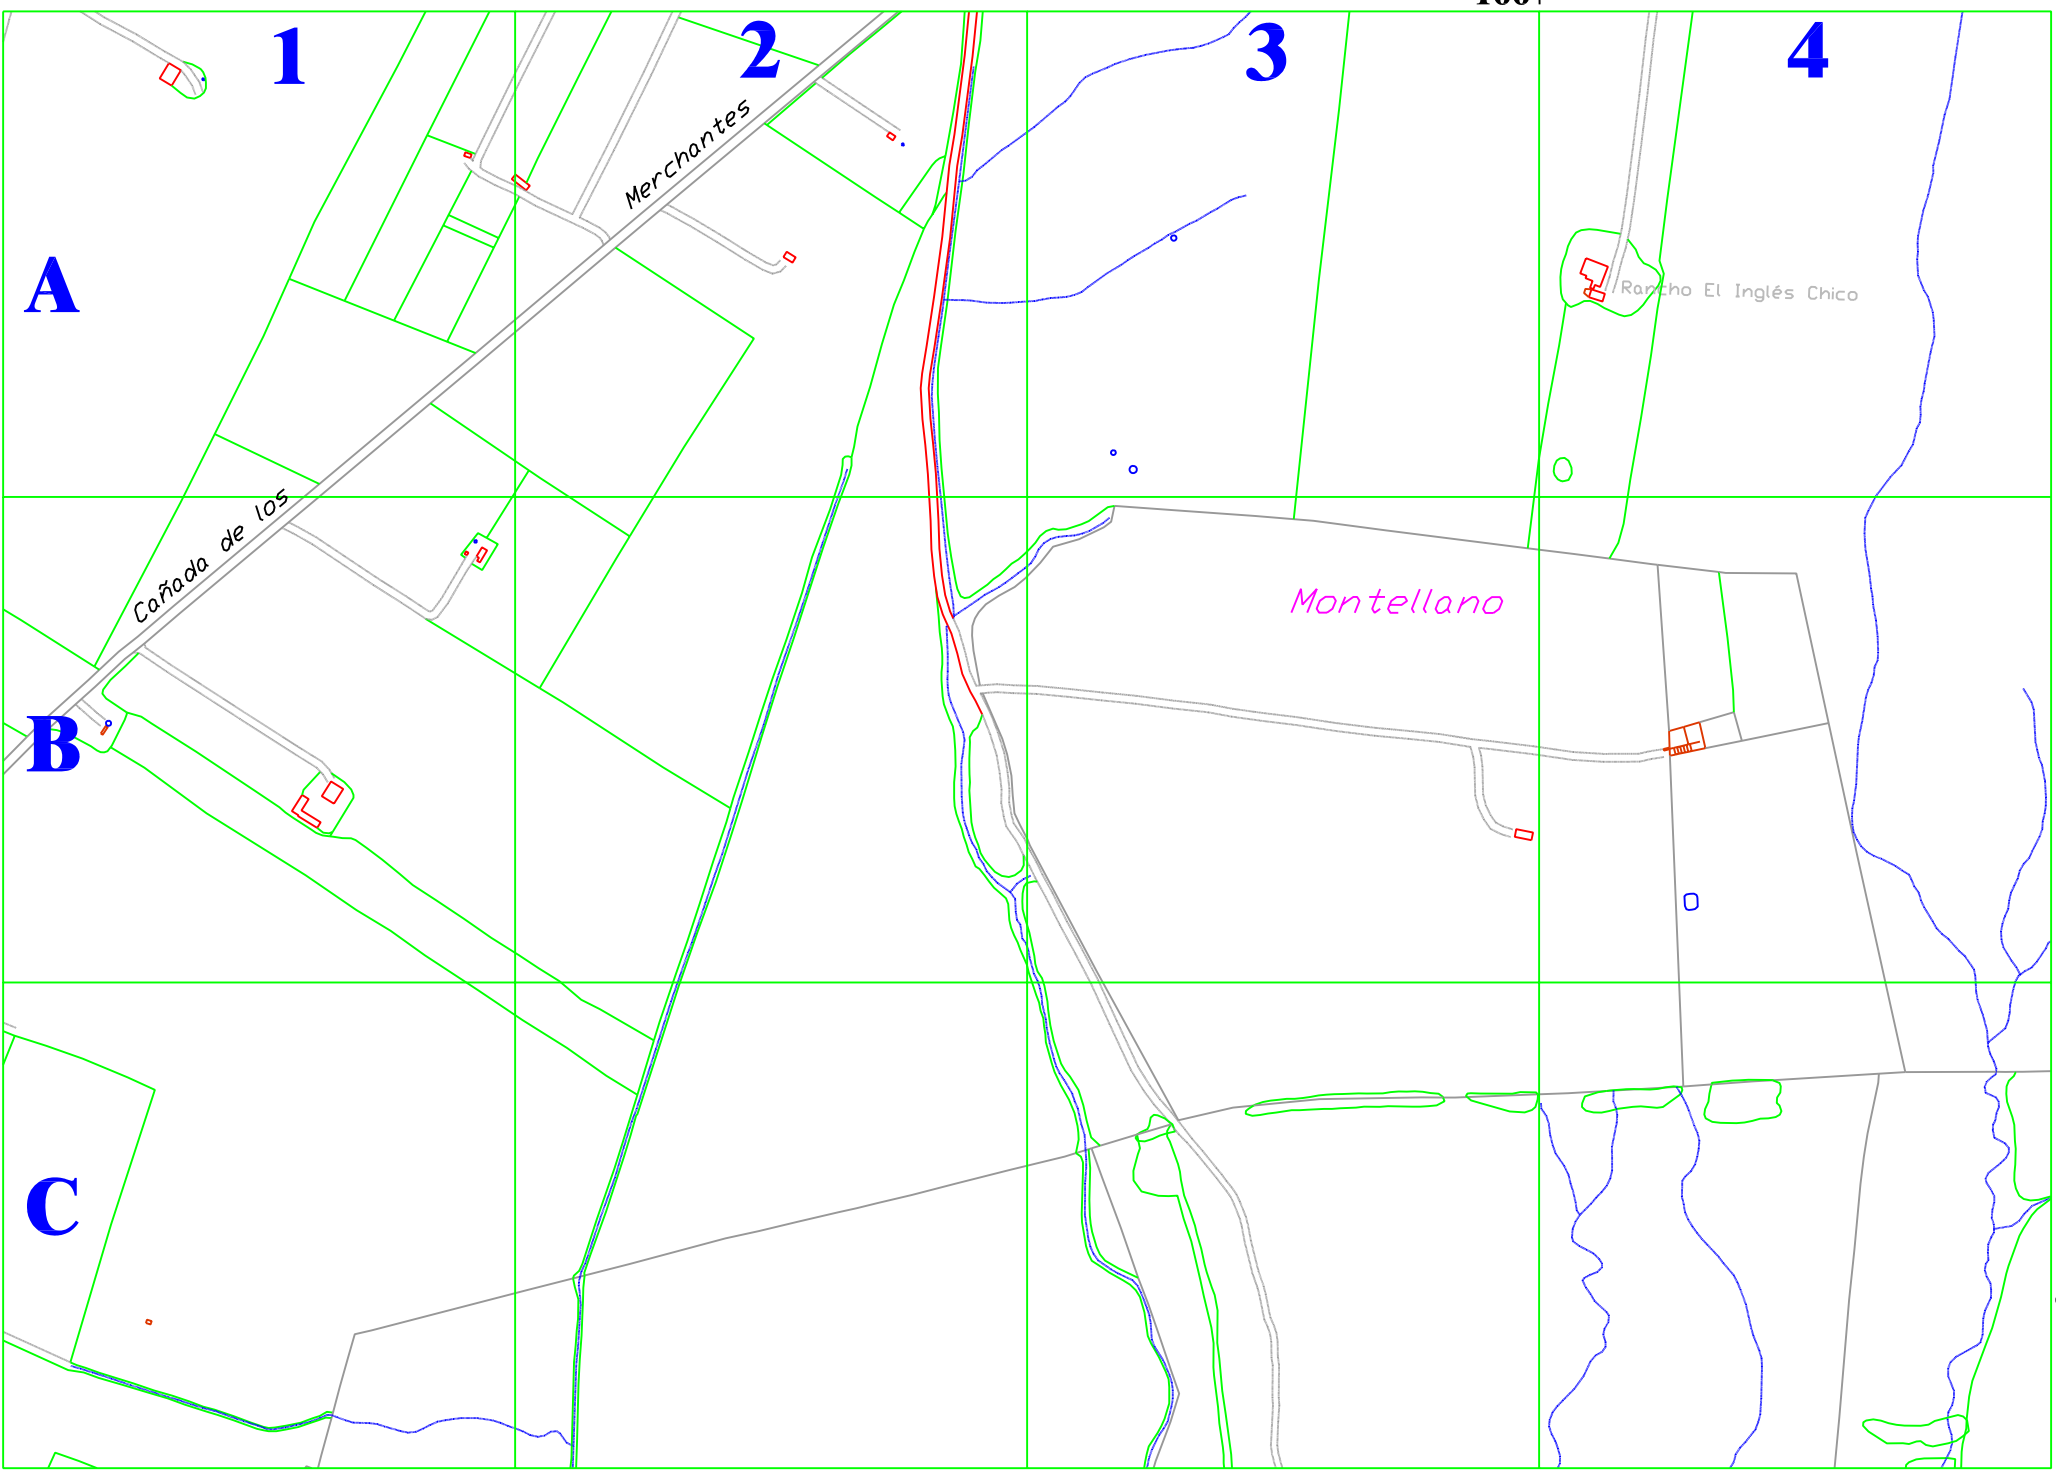 1 2 3 4
Merchantes
A
Rancho El Inglés Chico
Cañada de los
Montellano
B
C